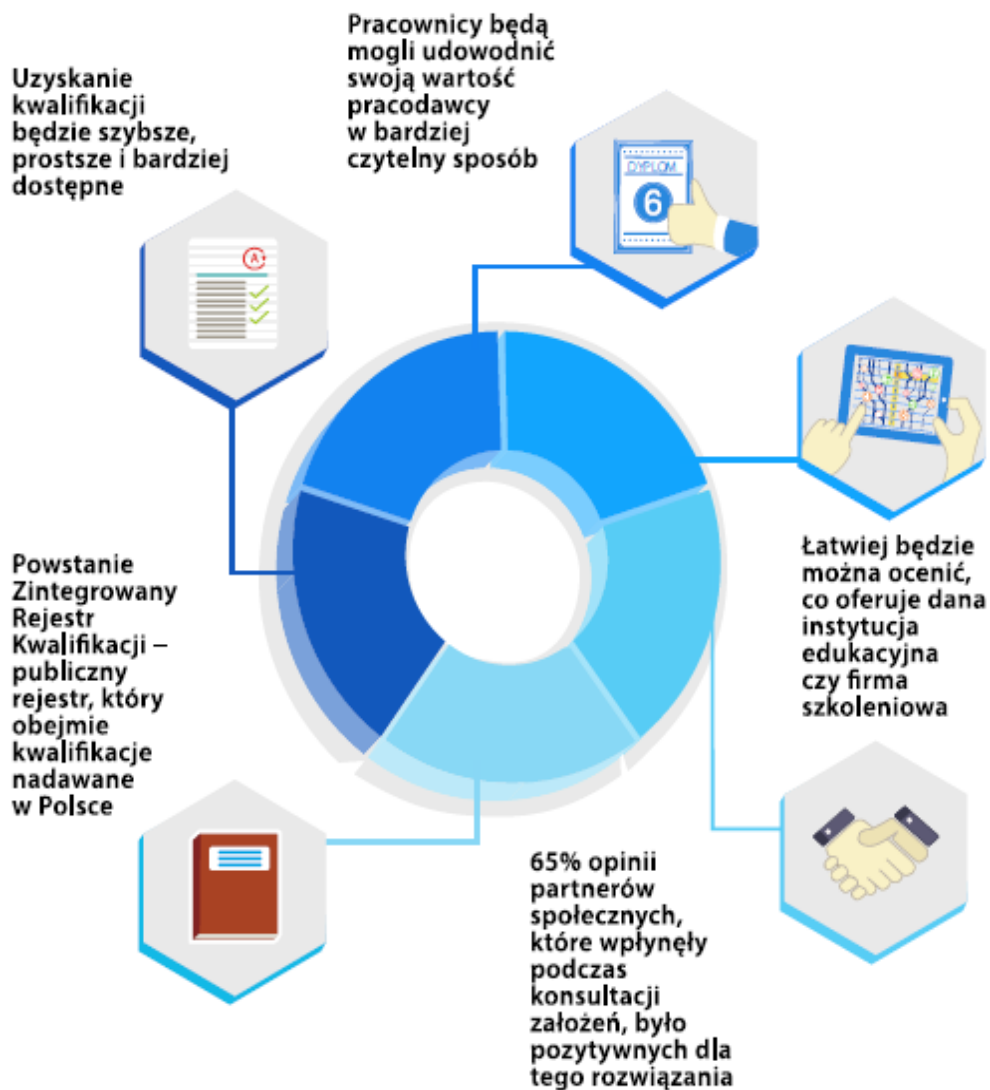 Uzyskanie
kwalifikacji
będzie szybsze,
prostsze i bardziej
dostępne
Pracownicy będą
mogli udowodnić
swoją wartość
pracodawcy
w bardziej
czytelny sposób
A
DYPLOM
6
Łatwiej będzie
można ocenić,
co oferuje dana
instytucja
edukacyjna
czy firma
szkoleniowa
Powstanie
Zintegrowany
Rejestr
Kwalifikacji –
publiczny
rejestr, który
obejmie
kwalifikacje
nadawane
w Polsce
65% opinii
partnerów
społecznych,
które wpłynęły
podczas
konsultacji
założeń, było
pozytywnych dla
tego rozwiązania